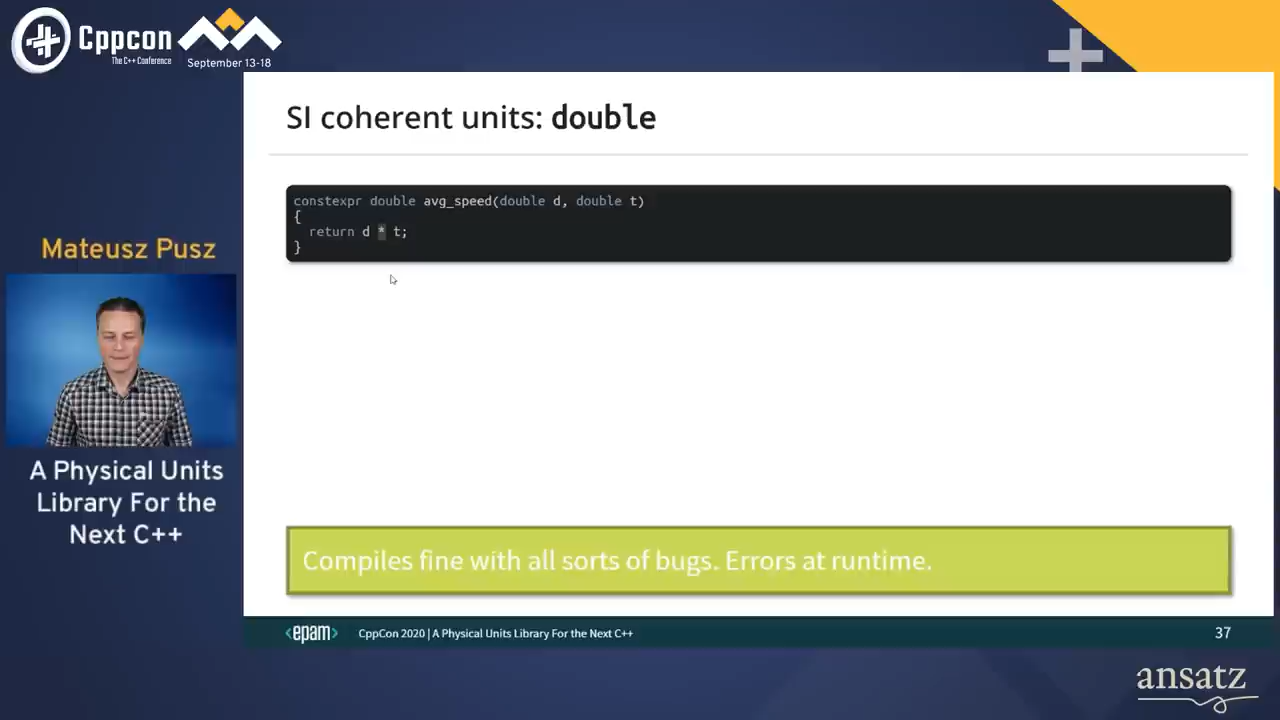 Cppcon
The C++ Conference
September 13-18
SI coherent units: double
constexpr double avg_speed(double d, double t)
{
return d * t;
}
Mateusz Pusz
A Physical Units
Library For the
Next C++
Compiles fine with all sorts of bugs. Errors at runtime.
<epam>
CppCon 2020 | A Physical Units Library For the Next C++
37
ansatz